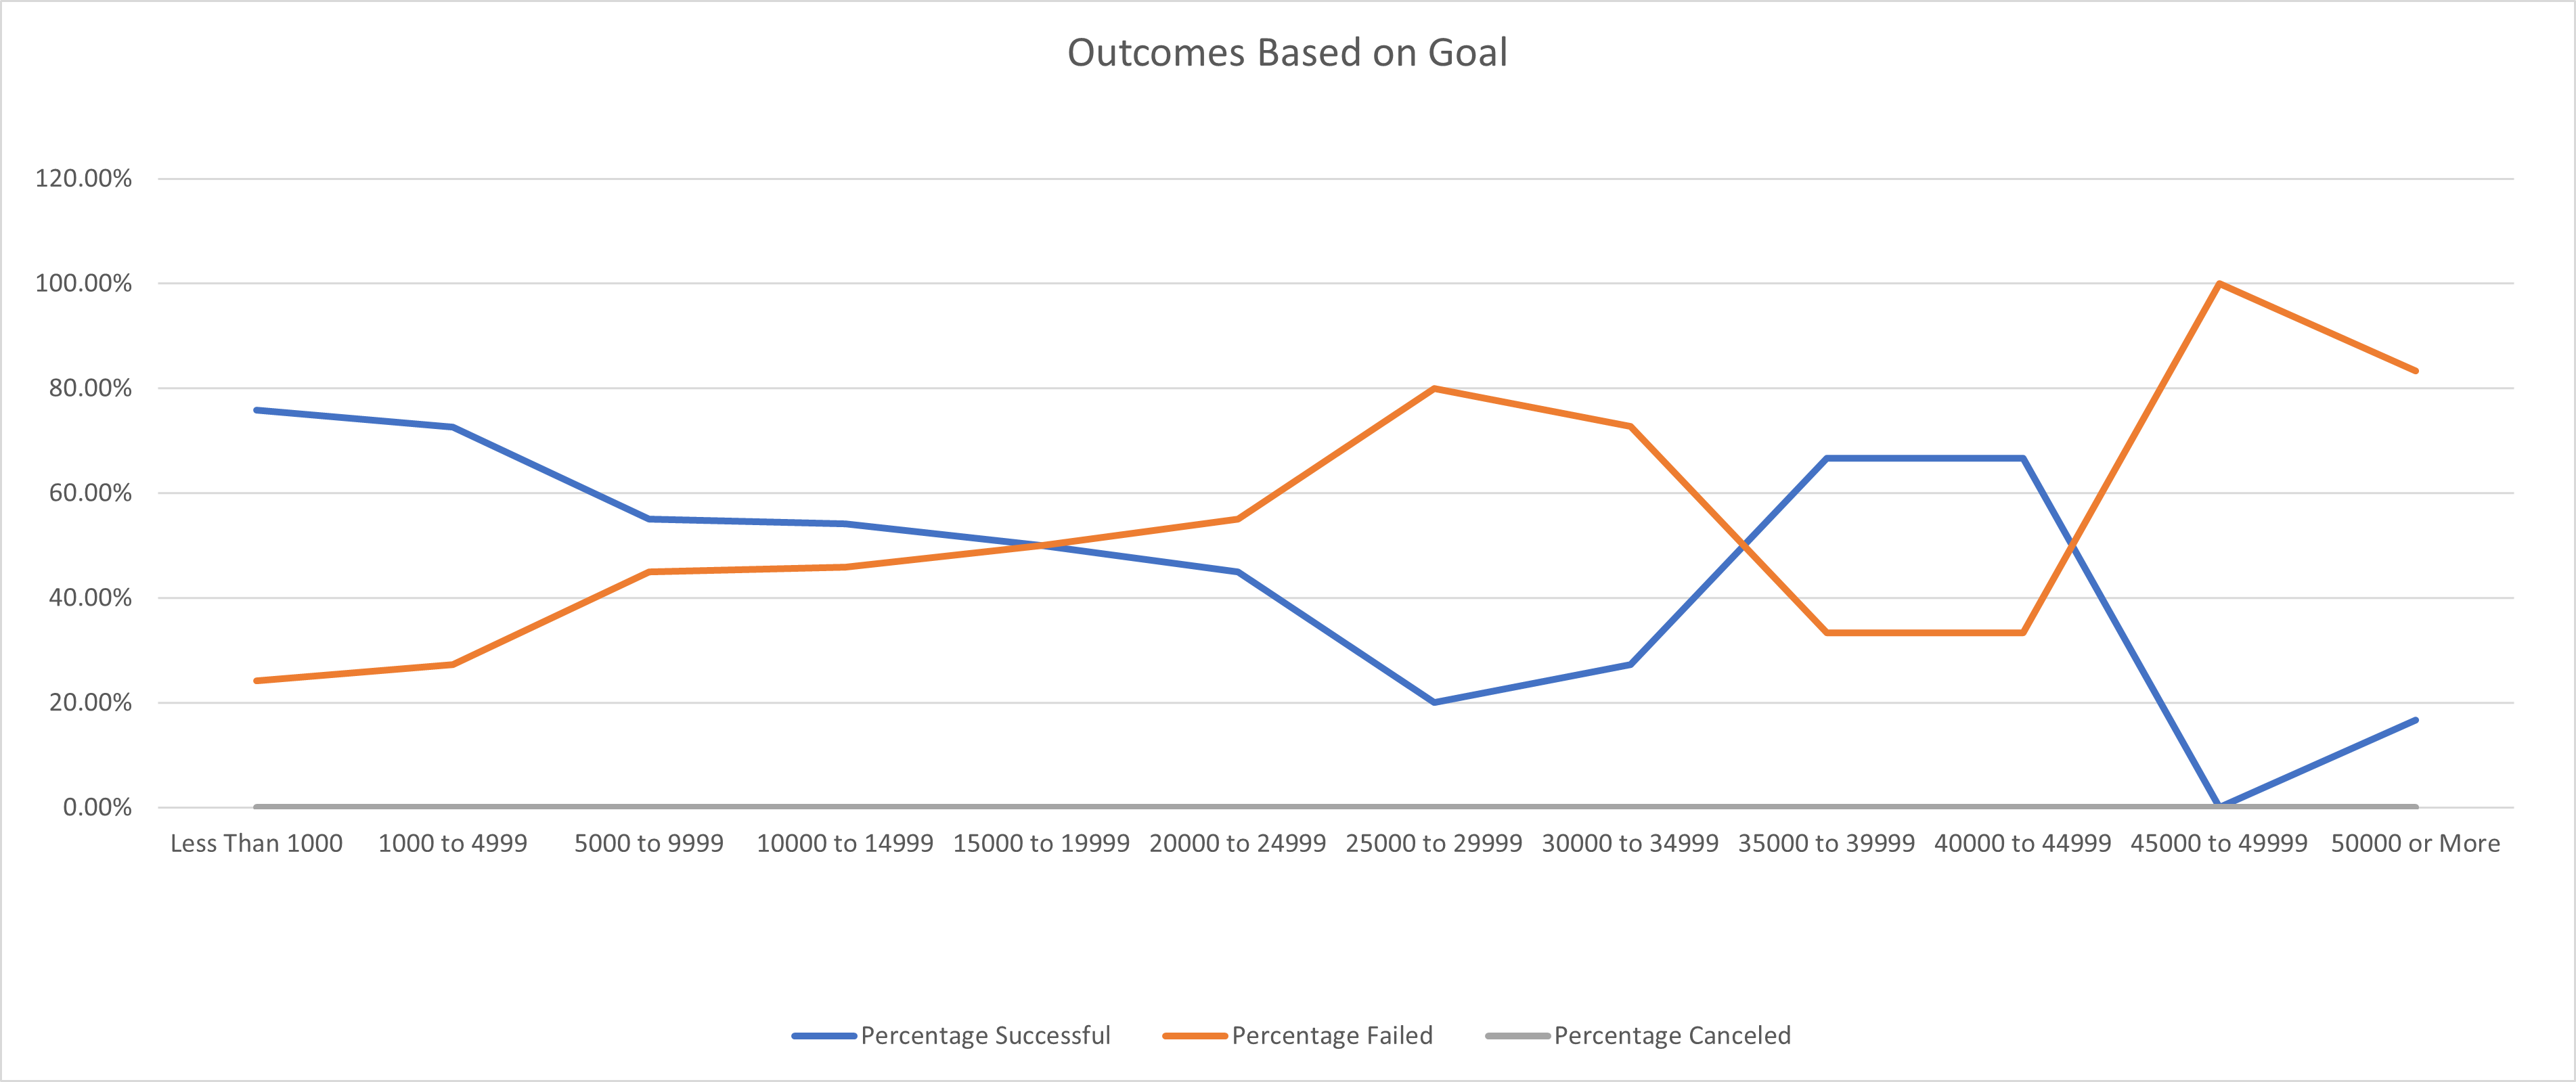 Outcomes Based on Goal
120.00%
100.00%
80.00%
60.00%
40.00%
20.00%
0.00%
Less Than 1000 1000 to 4999 5000 to 9999 10000 to 14999 15000 to 19999 20000 to 24999 25000 to 29999 30000 to 34999 35000 to 39999 40000 to 44999 45000 to 49999 50000 or More
Percentage Successful Percentage Failed Percentage Canceled